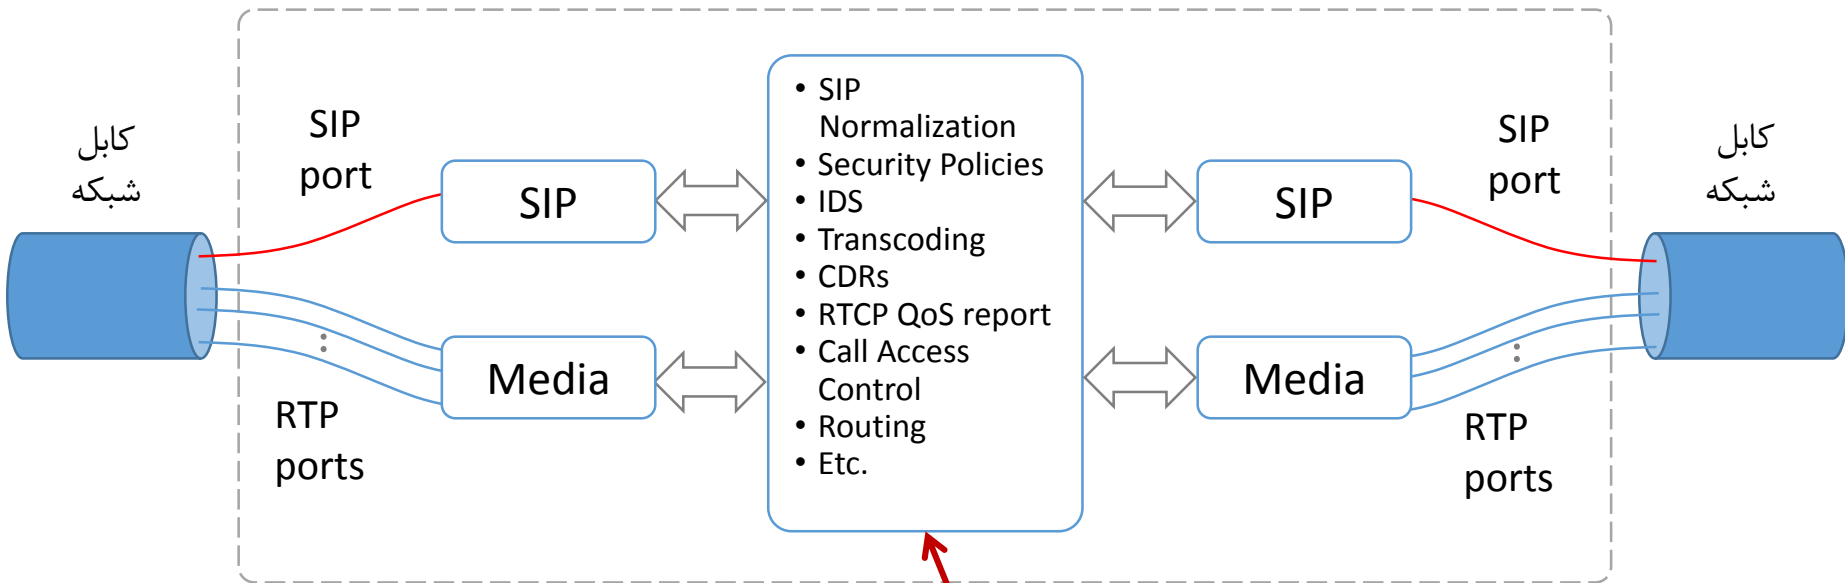 کابل
شبکه
SIP
port
SIP
Media
RTP
ports
• SIP
Normalization
• Security Policies
• IDS
• Transcoding
• CDRs
• RTCP QoS report
• Call Access
Control
• Routing
• Etc.
SIP
Media
SIP
port
RTP
ports
کابل
شبکه